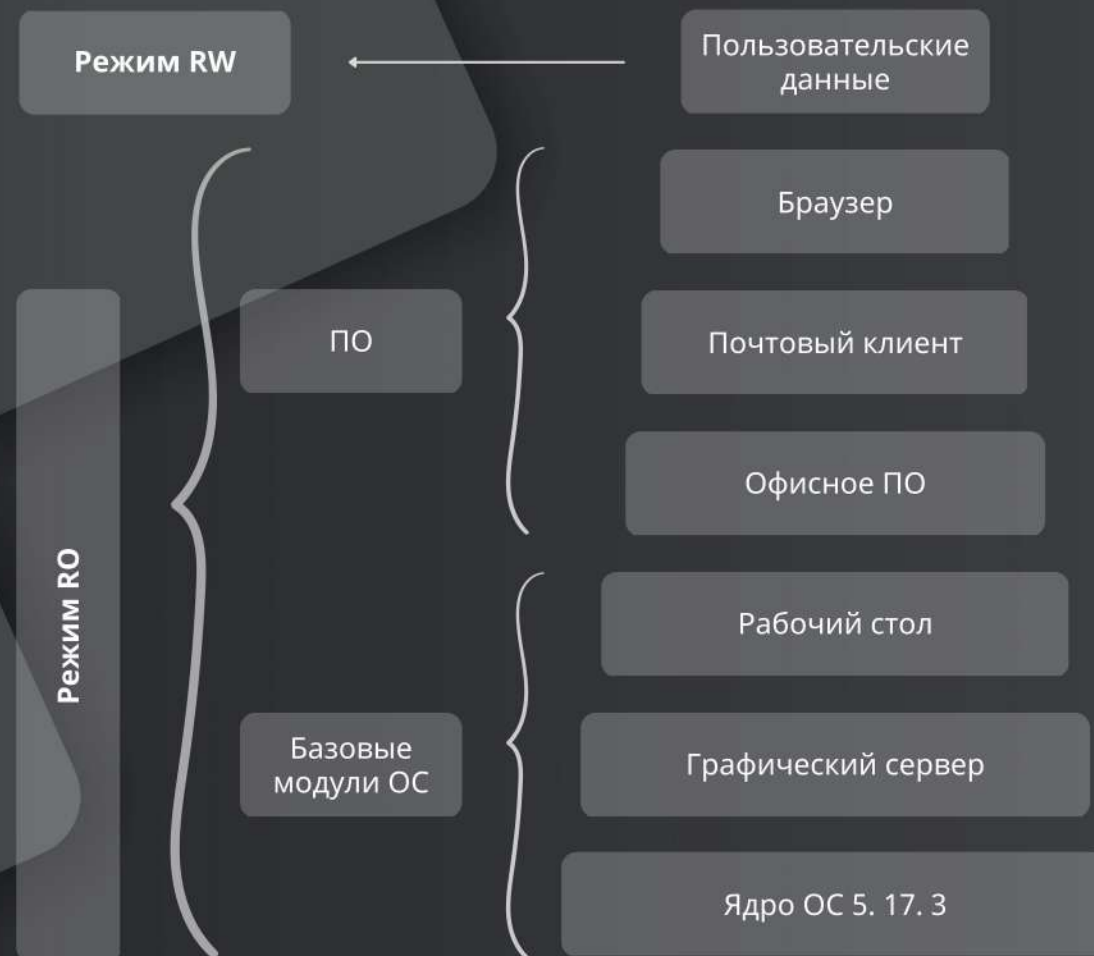 Режим RW
Пользовательские
данные
Браузер
ПО
Почтовый клиент
Офисное ПО
Режим RO
Рабочий стол
Базовые
модули ОС
Графический сервер
Ядро ОС 5. 17. 3